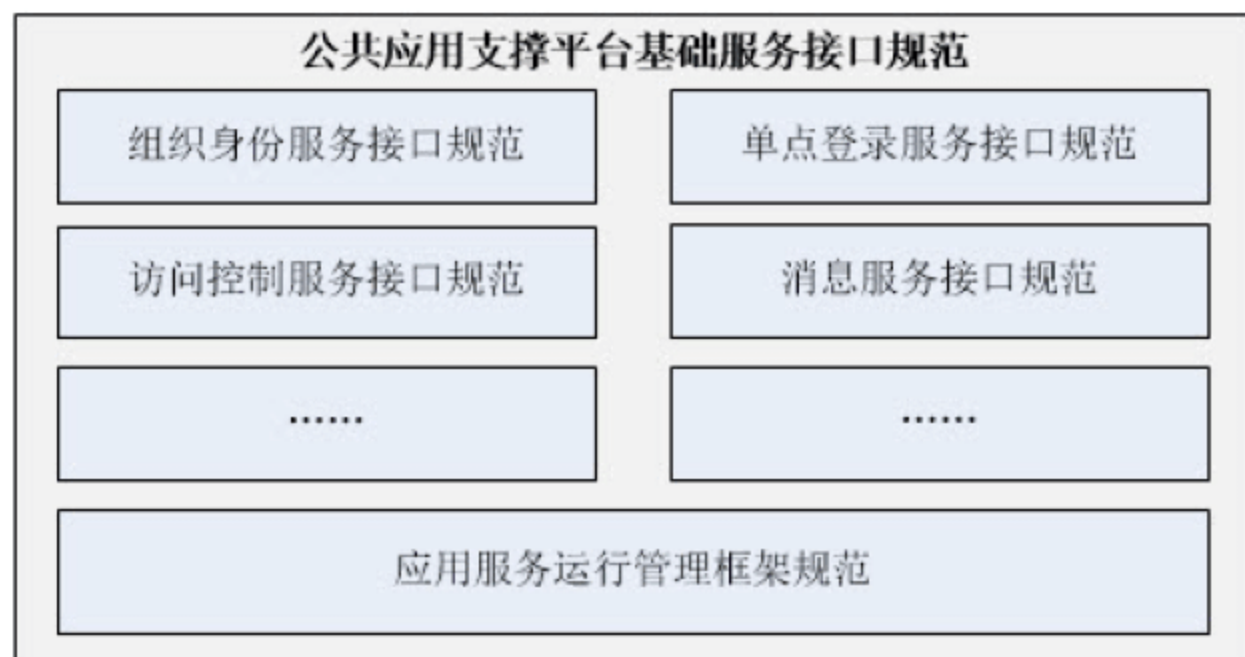 公共应用支撑平台基础服务接口规范
组织身份服务接口规范
单点登录服务接口规范
访问控制服务接口规范
消息服务接口规范
……
……
应用服务运行管理框架规范